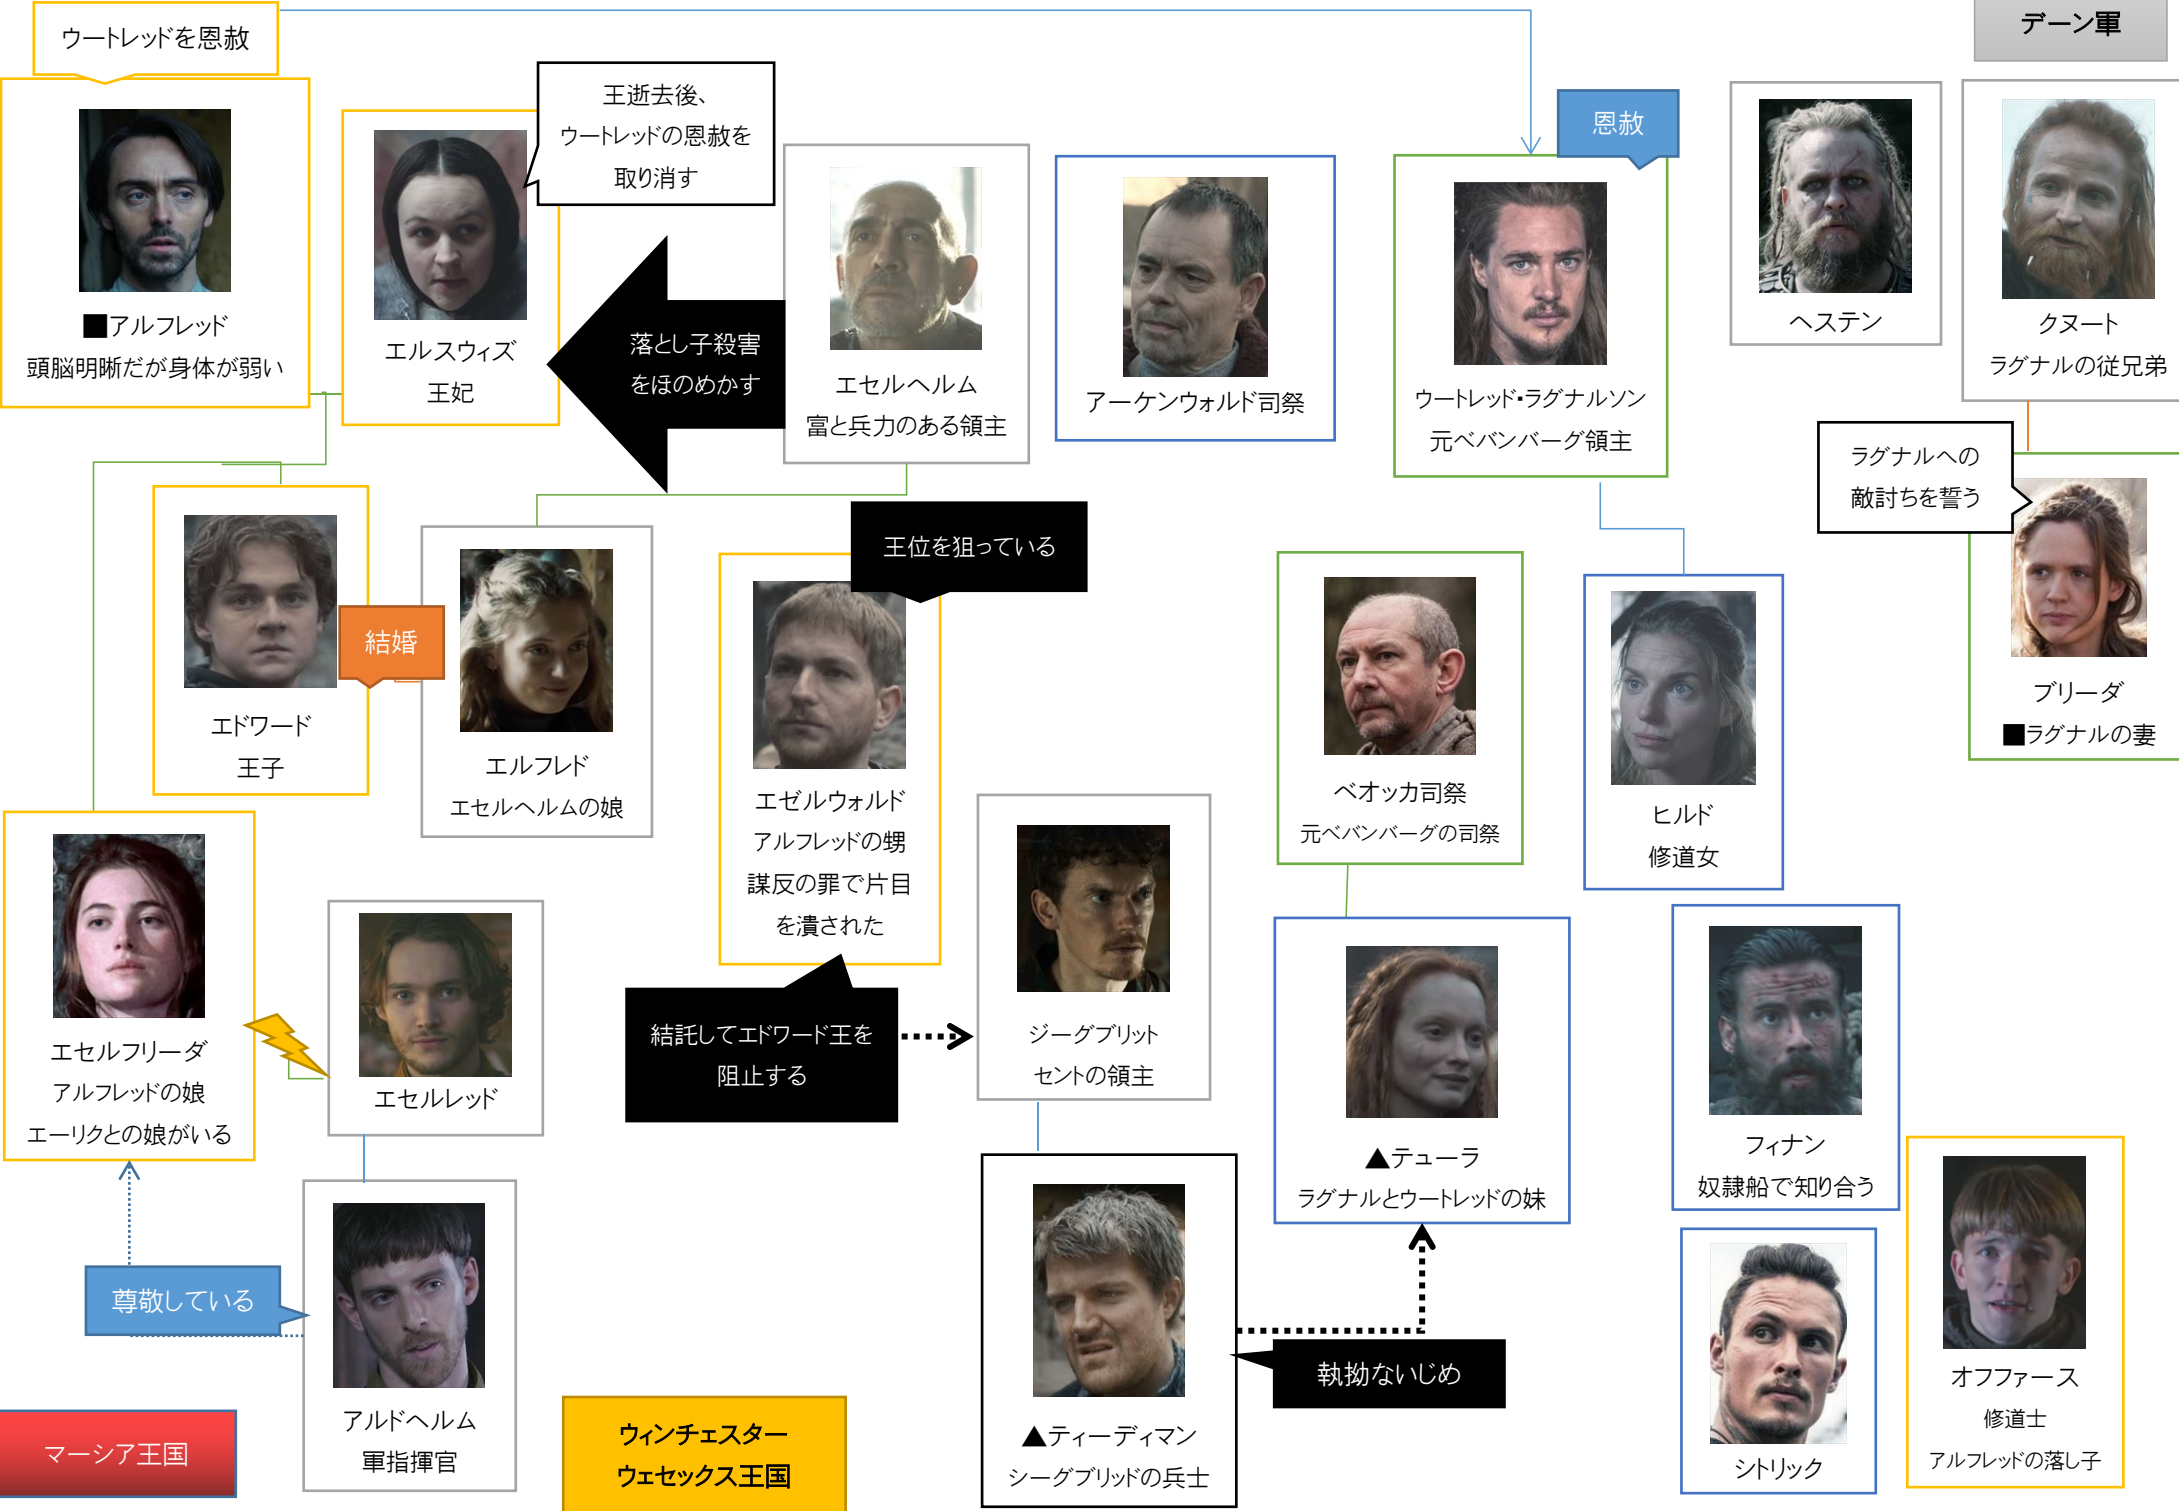 ウートレッドを恩赦
デーン軍
王逝去後、
ウートレッドの恩赦を
取り消す
恩赦
■アルフレッド
頭脳明晰だが身体が弱い
エルスウィズ
王妃
落とし子殺害
をほのめかす
エセルヘルム
富と兵力のある領主
アーケンウォルド司祭
ウートレッド・ラグナルソン
元ベバンバーグ領主
ヘステン
クヌート
ラグナルの従兄弟
ラグナルへの
敵討ちを誓う
ブリーダ
■ラグナルの妻
エドワード
王子
結婚
エルフレド
エセルヘルムの娘
王位を狙っている
エゼルウォルド
アルフレッドの甥
謀反の罪で片目
を潰された
結託してエドワード王を
阻止する
ジーグブリット
セントの領主
ベオッカ司祭
元ベバンバーグの司祭
ヒルド
修道女
エセルフリーダ
アルフレッドの娘
エーリクとの娘がいる
エセルレッド
▲テューラ
ラグナルとウートレッドの妹
フィナン
奴隷船で知り合う
尊敬している
アルドヘルム
軍指揮官
▲ティーディマン
シーグブリッドの兵士
執拗ないじめ
シトリック
オフファース
修道士
アルフレッドの落し子
マーシア王国
ウィンチェスター
ウェセックス王国